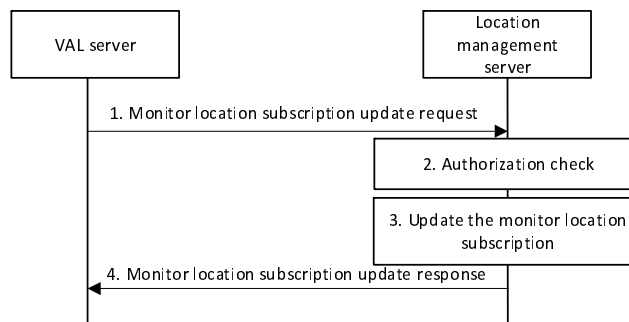 VAL server
Location
management
server
1. Monitor location subscription update request
2. Authorization check
3. Update the monitor location
subscription
4. Monitor location subscription update response